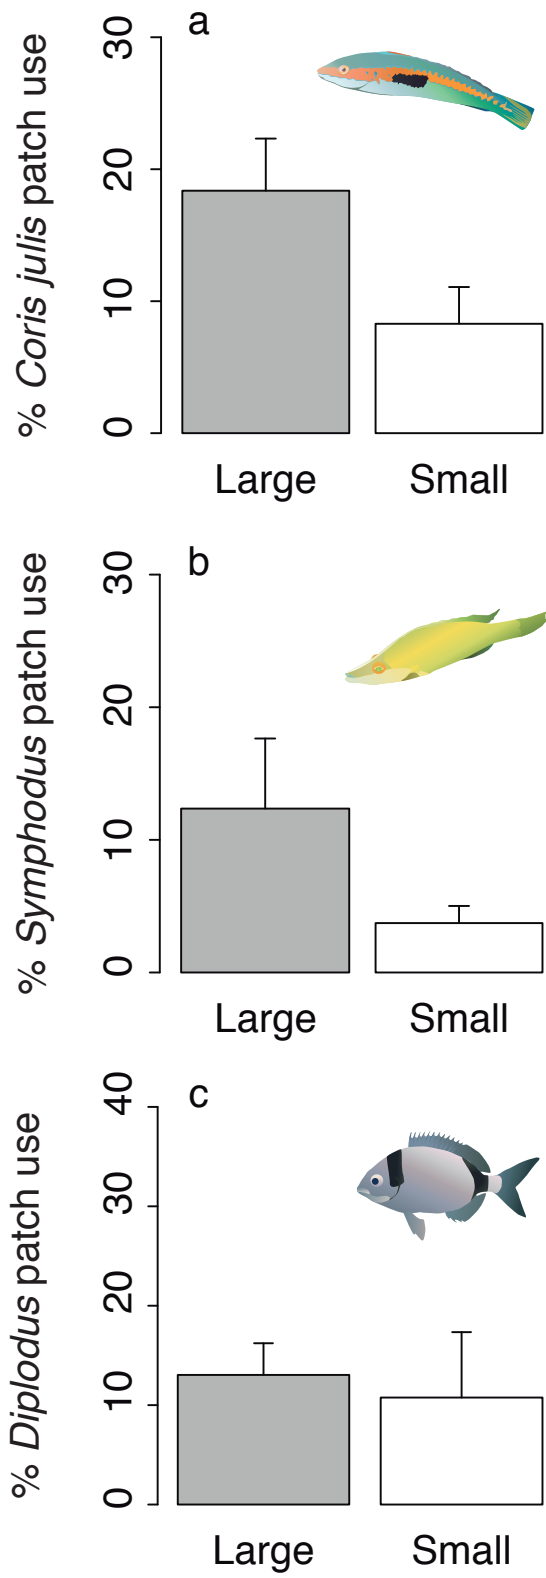 a
% Coris julis patch use
30
20
10
0
Large Small
b
% Symphodus patch use
30
20
10
0
Large Small
c
% Diplodus patch use
40
30
20
10
0
Large Small